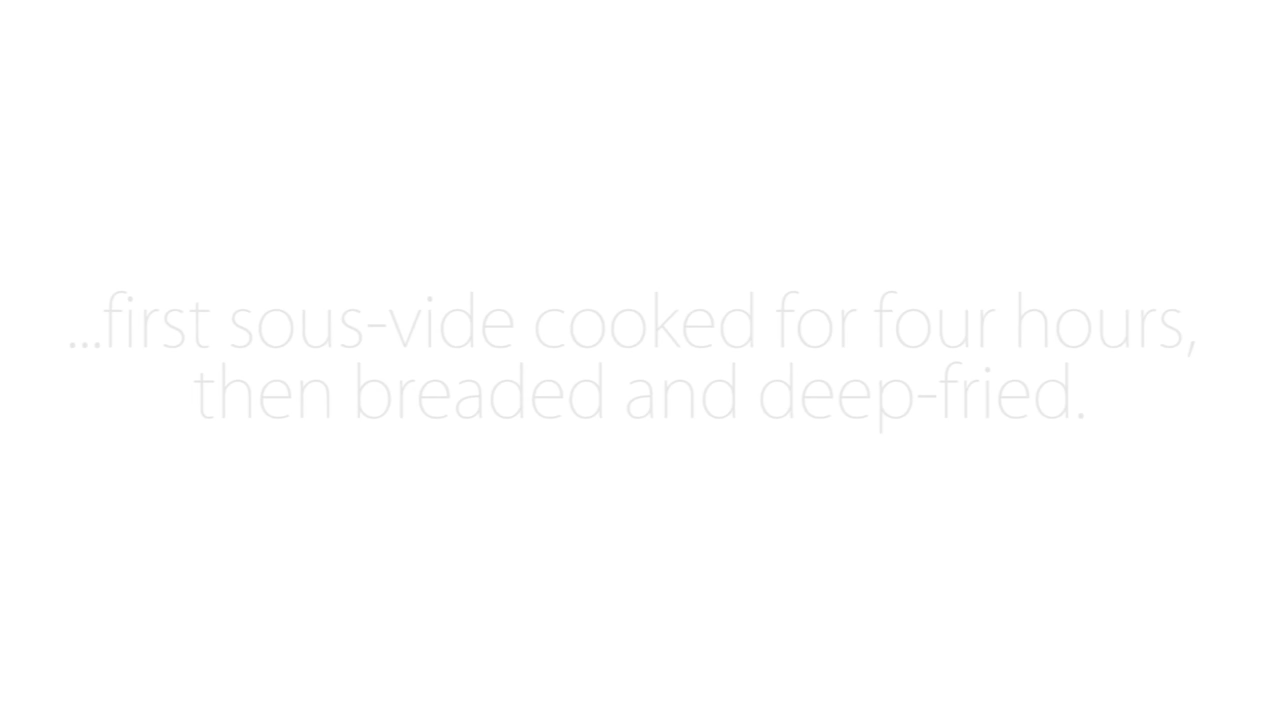 ...first sous-vide cooked for four hours,
then breaded and deep-fried.